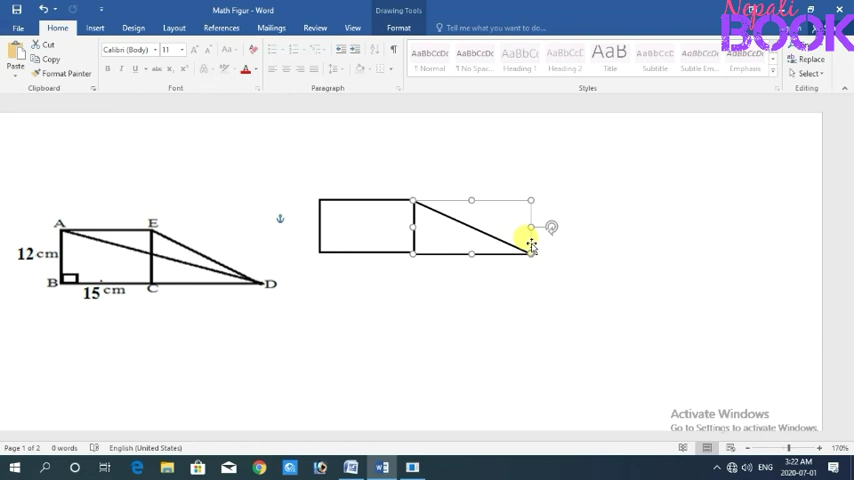 Math Figur - Word
Drawing Tools
Nepali
BOOK
File
Home
Insert
Design
Layout
References
Mailings
Review
View
Format
Tell me what you want to do...
Paste
Cut
Copy
Format Painter
Clipboard
Calibri (Body)
11
B I U abc
Font
Paragraph
AaBbCcDc
¶ Normal
AaBbCcDc
¶ No Spac...
AaBbCc
Heading 1
AaBbCcC
Heading 2
AaB
Title
AaBbCcD
Subtitle
AaBbCcDc
Subtle Em...
AaBbCcDc
Emphasis
Styles
Replace
Select
Editing
A E
12 cm
B 15 cm C D
Activate Windows
Go to Settings to activate Windows.
Page 1 of 2 0 words English (United States) 170%
ENG
3:22 AM
2020-07-01